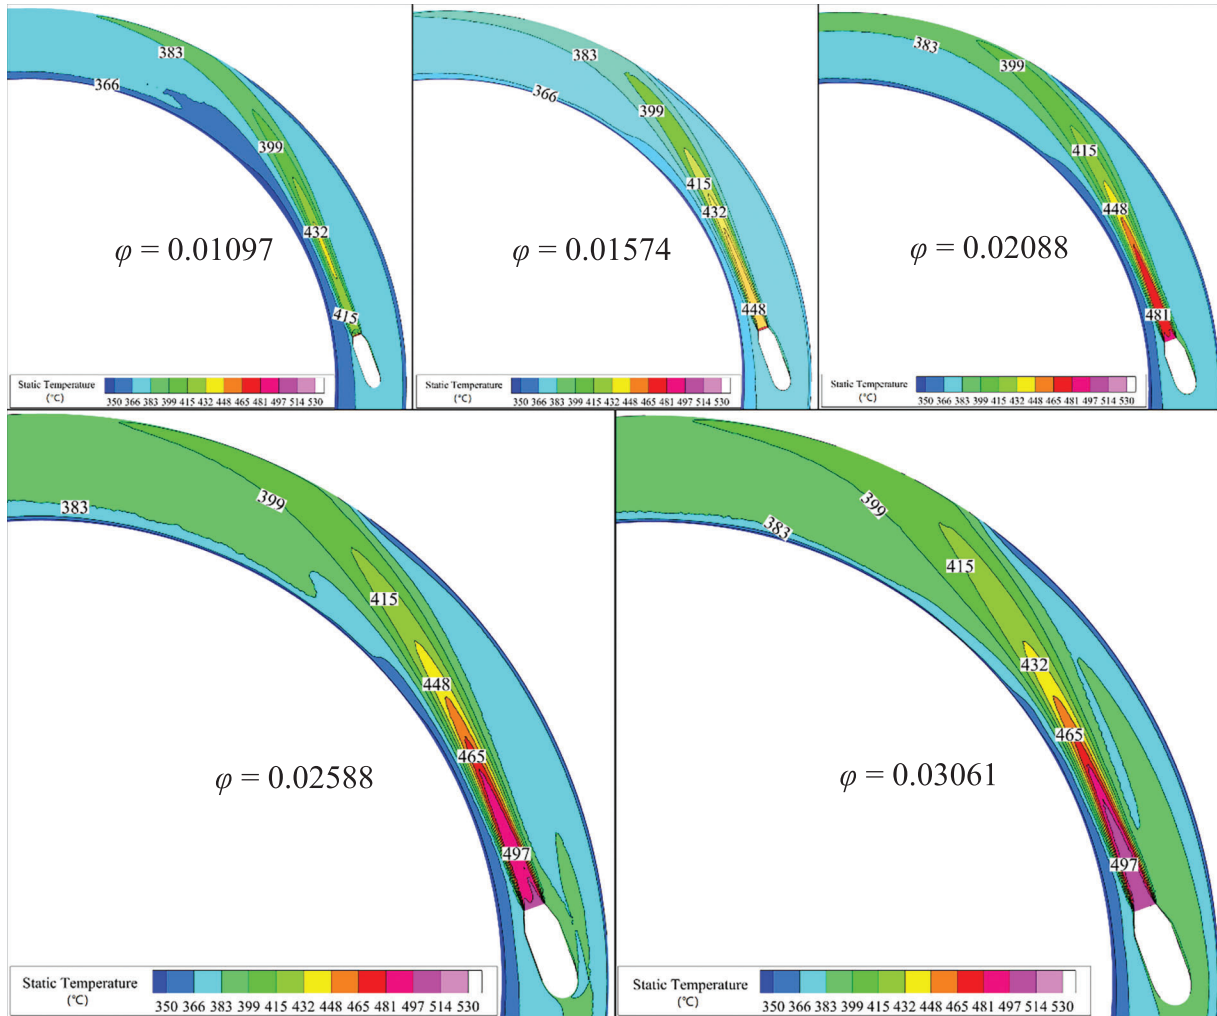 383
366
399
432
φ = 0.01097
415
Static Temperature
(°C)
350 366 383 399 415 432 448 465 481 497 514 530
383
366
399
415
432
φ = 0.01574
448
Static Temperature
(°C)
350 366 383 399 415 432 448 465 481 497 514 530
383
399
415
448
φ = 0.02088
481
Static Temperature
(°C)
350 366 383 399 415 432 448 465 481 497 514 530
399
383
415
448
465
φ = 0.02588
497
Static Temperature
(°C)
350 366 383 399 415 432 448 465 481 497 514 530
399
383
415
432
465
φ = 0.03061
497
Static Temperature
(°C)
350 366 383 399 415 432 448 465 481 497 514 530